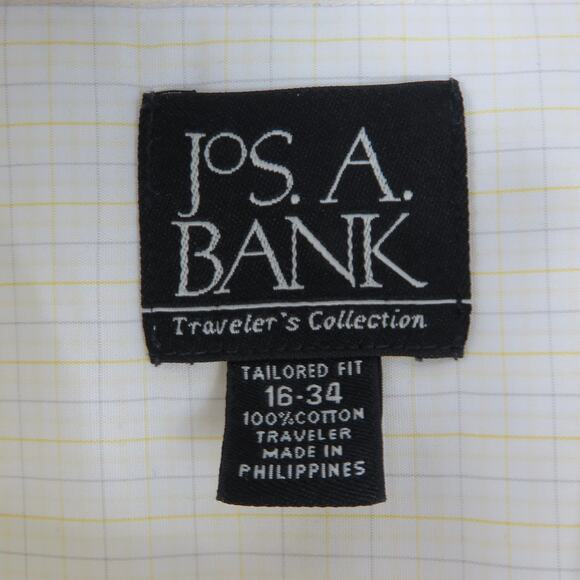 JOS. A.
BANK
Traveler's Collection
TAILORED FIT
16-34
100%COTTON
TRAVELER
MADE IN
PHILIPPINES